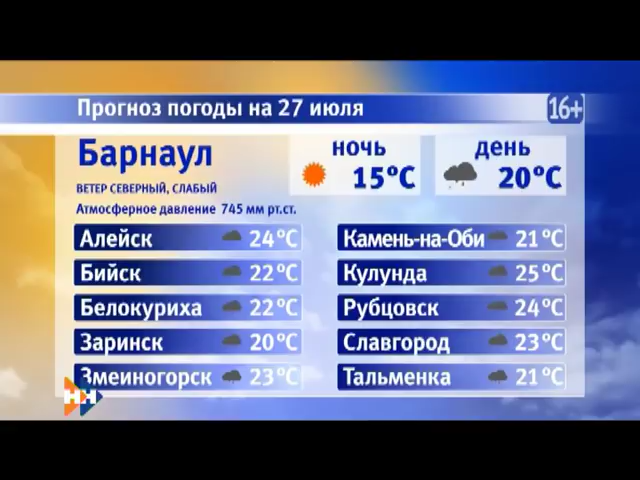 Прогноз погоды на 27 июля
16+
Барнаул
ночь
15°C
день
20°C
ВЕТЕР СЕВЕРНЫЙ, СЛАБЫЙ
Атмосферное давление 745 мм рт.ст.
Алейск 24°C
Бийск 22°C
Белокуриха 22°C
Заринск 20°C
Змеиногорск 23°C
Камень-на-Оби 21°C
Кулунда 25°C
Рубцовск 24°C
Славгород 23°C
Тальменка 21°C
НН